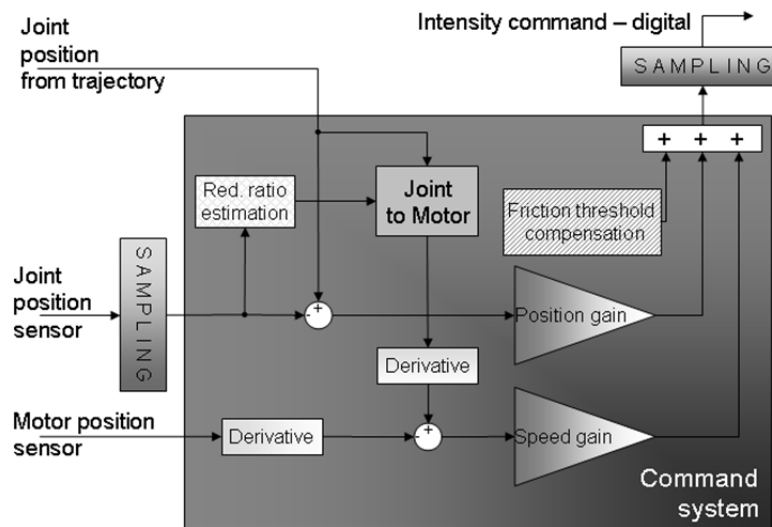 Joint
position
from trajectory
Intensity command – digital
SAMPLING
+ + +
Red. ratio
estimation
Joint
to Motor
Friction threshold
compensation
Joint
position
sensor
SAMPLING
- +
Position gain
Derivative
Motor position
sensor
Derivative
- +
Speed gain
Command
system